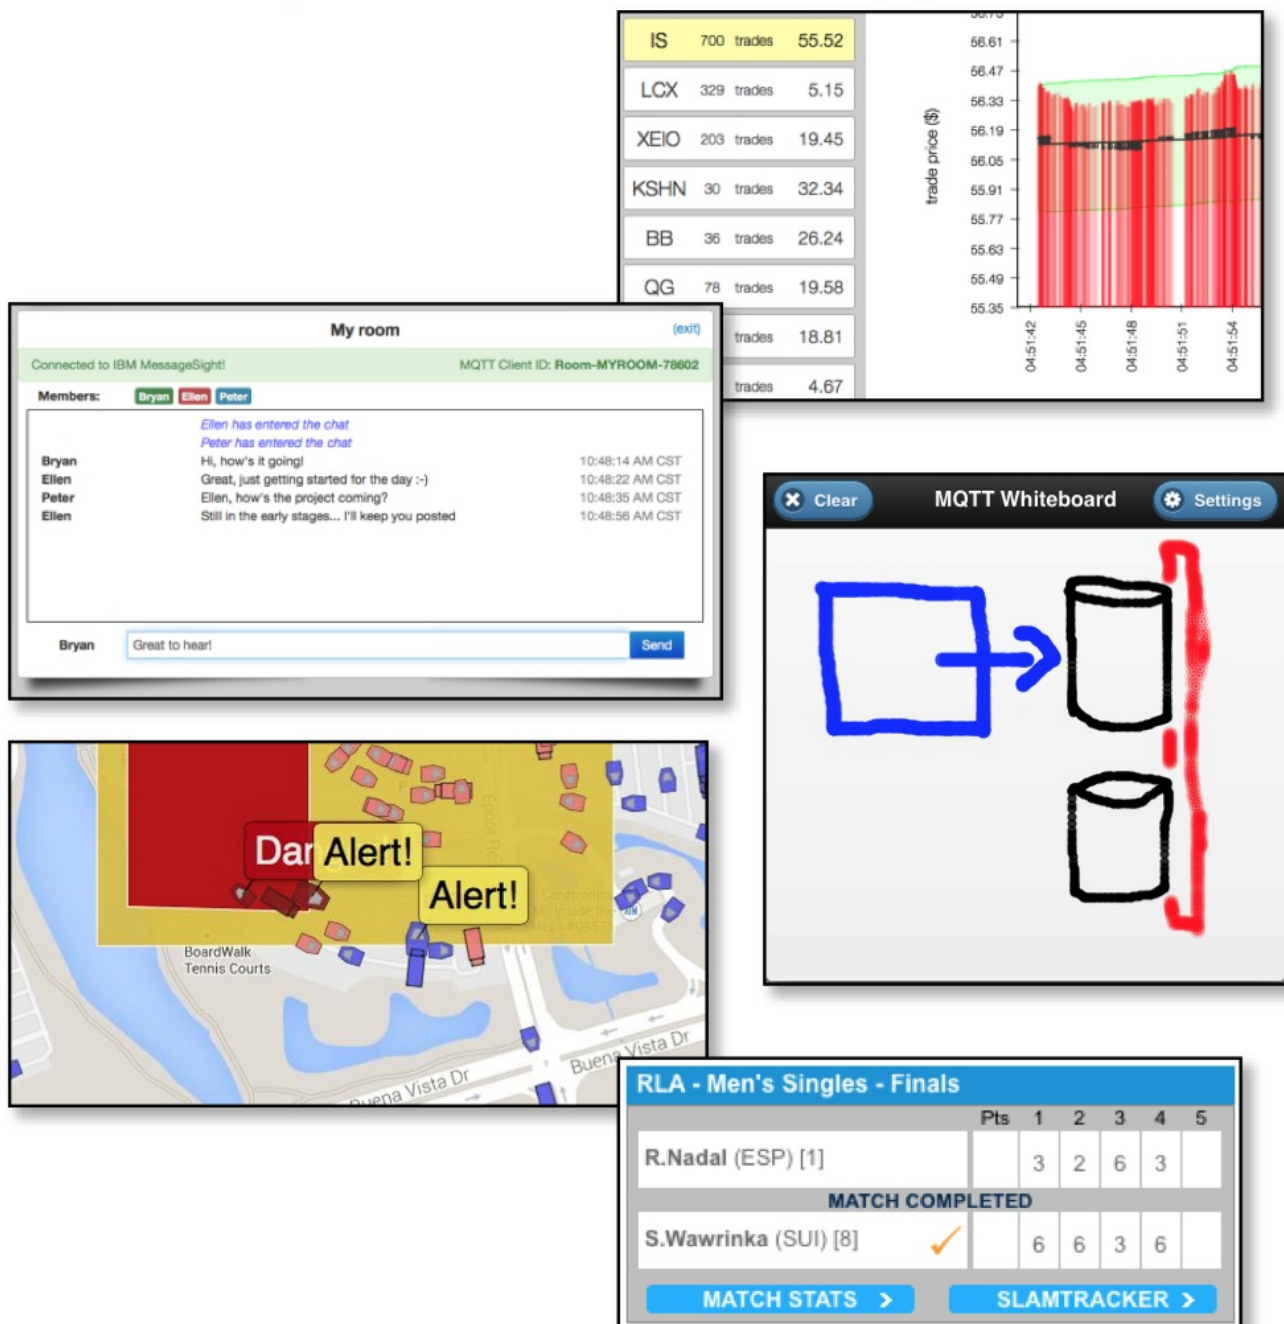 IS 700 trades 55.52
LCX 329 trades 5.15
XEIO 203 trades 19.45
KSHN 30 trades 32.34
BB 36 trades 26.24
QG 78 trades 19.58
trades 18.81
trades 4.67
trade price ($)
56.61
56.47
56.33
56.19
56.05
55.91
55.77
55.63
55.49
55.35
04:51:42
04:51:45
04:51:48
04:51:51
04:51:54
My room (exit)
Connected to IBM MessageSight! MQTT Client ID: Room-MYROOM-78602
Members: Bryan Ellen Peter
Ellen has entered the chat
Peter has entered the chat
Bryan Hi, how's it going! 10:48:14 AM CST
Ellen Great, just getting started for the day :-) 10:48:22 AM CST
Peter Ellen, how's the project coming? 10:48:35 AM CST
Ellen Still in the early stages... I'll keep you posted 10:48:56 AM CST
Bryan Great to hear! Send
Clear MQTT Whiteboard Settings
Dan
Alert!
Alert!
BoardWalk
Tennis Courts
Buena Vista Dr
Buena Vista Dr
RLA - Men's Singles - Finals
Pts 1 2 3 4 5
R.Nadal (ESP) [1] 3 2 6 3
MATCH COMPLETED
S.Wawrinka (SUI) [8] 6 6 3 6
MATCH STATS >
SLAMTRACKER >